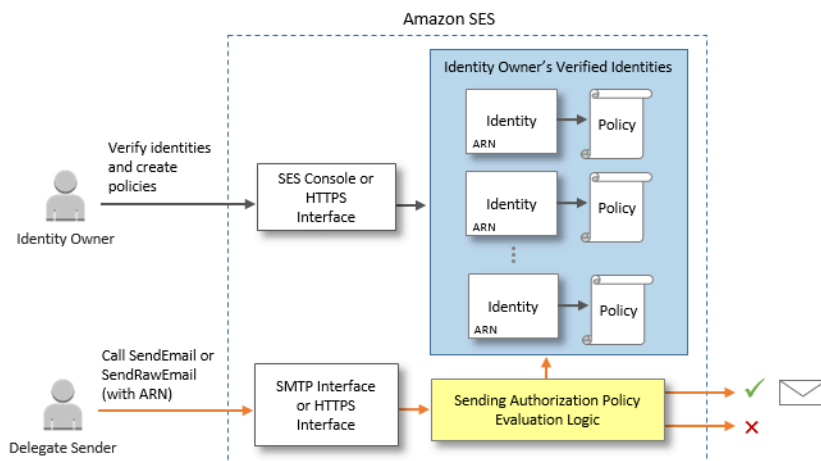 Amazon SES
Identity Owner's Verified Identities
Identity
ARN
Policy
Verify identities
and create
policies
SES Console or
HTTPS
Interface
Identity
ARN
Policy
Identity Owner
Identity
ARN
Policy
Call SendEmail or
SendRawEmail
(with ARN)
SMTP Interface
or HTTPS
Interface
Sending Authorization Policy
Evaluation Logic
Delegate Sender